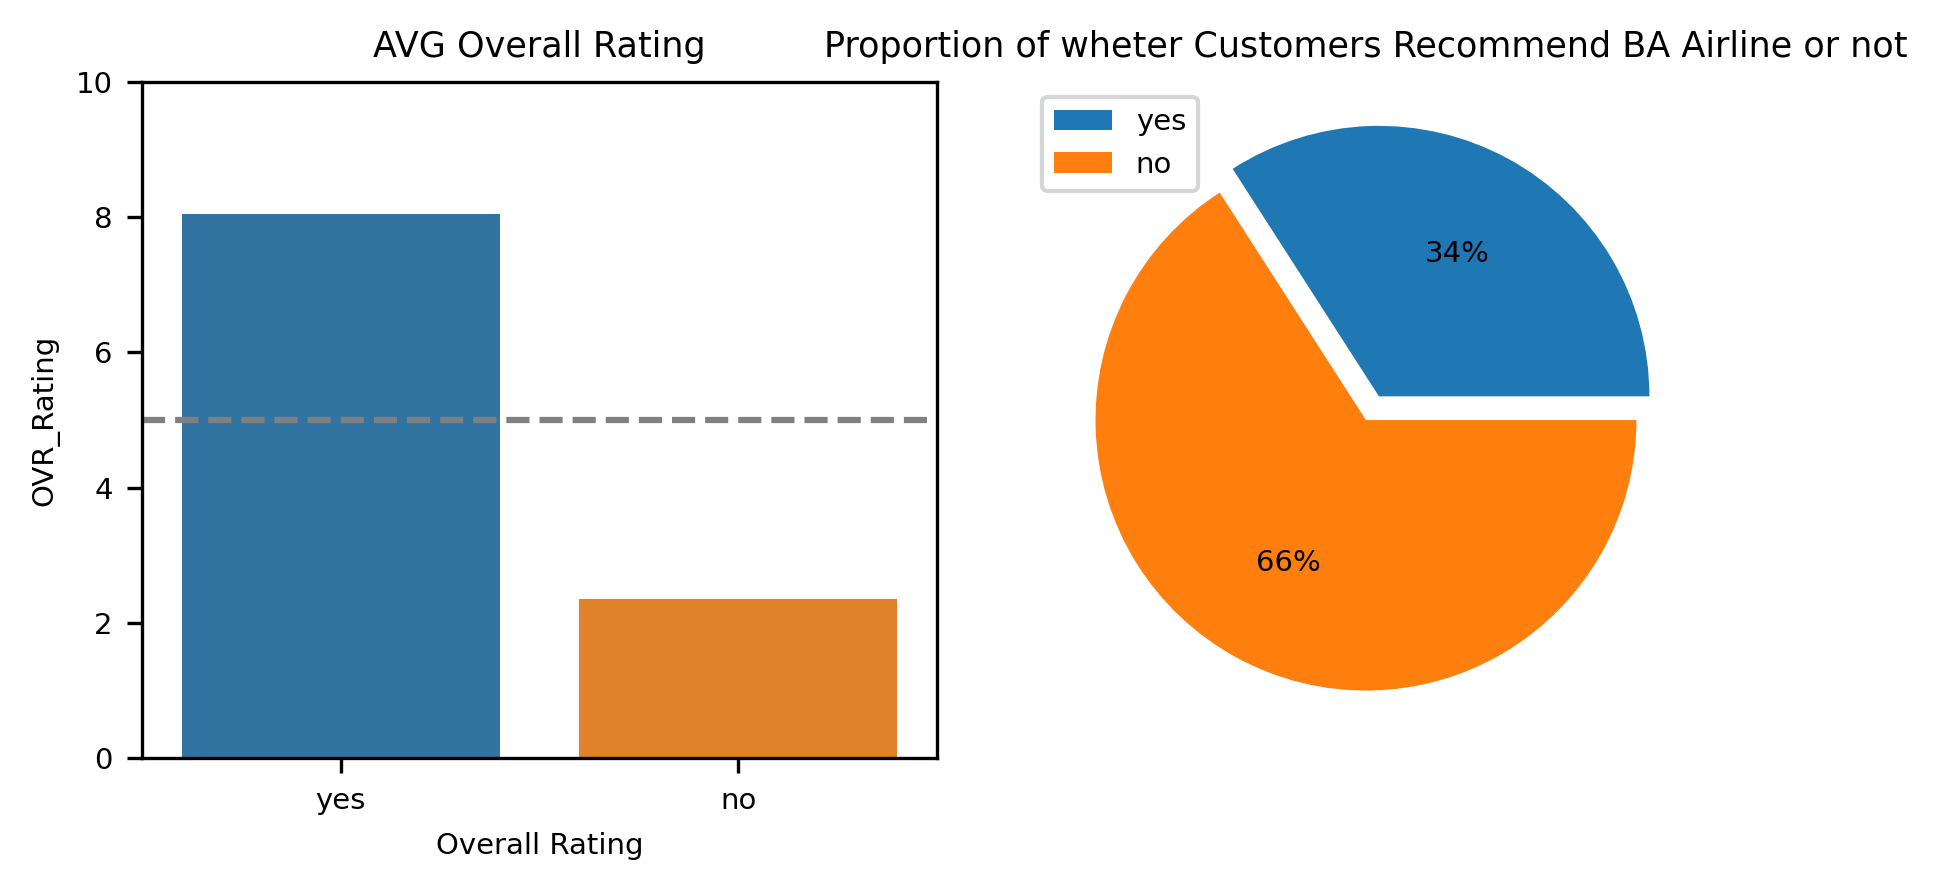 AVG Overall Rating
10
8
6
4
2
0
OVR_Rating
yes
no
Overall Rating
Proportion of wheter Customers Recommend BA Airline or not
yes
no
34%
66%